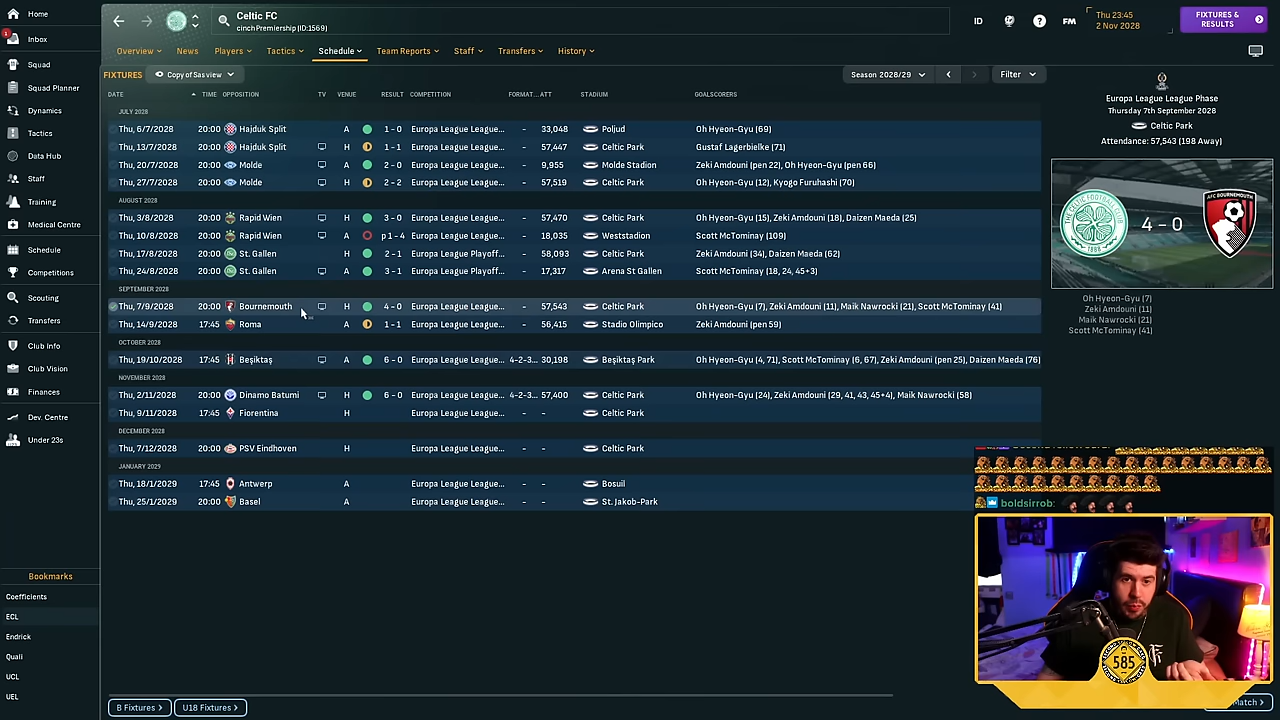 Home
Celtic FC
cinch Premiership (ID:1569)
ID
FM
Thu 23:45
2 Nov 2028
FIXTURES & RESULTS
1
Inbox
Overview
News
Players
Tactics
Schedule
Team Reports
Staff
Transfers
History
Squad
Squad Planner
Dynamics
Tactics
Data Hub
Staff
Training
Medical Centre
Schedule
Competitions
Scouting
Transfers
Club Info
Club Vision
Finances
Dev. Centre
Under 23s
Bookmarks
Coefficients
ECL
Endrick
Quali
UCL
UEL
FIXTURES Copy of Sas view Season 2028/29 Filter
DATE TIME OPPOSITION TV VENUE RESULT COMPETITION FORMAT... ATT STADIUM GOALSCORERS
JULY 2028
Thu, 6/7/2028 20:00 Hajduk Split A 1 - 0 Europa League League... - 33,048 Poljud Oh Hyeon-Gyu (69)
Thu, 13/7/2028 20:00 Hajduk Split H 1 - 1 Europa League League... - 57,447 Celtic Park Gustaf Lagerbielke (71)
Thu, 20/7/2028 20:00 Molde A 2 - 0 Europa League League... - 9,955 Molde Stadion Zeki Amdouni (pen 22), Oh Hyeon-Gyu (pen 66)
Thu, 27/7/2028 20:00 Molde H 2 - 2 Europa League League... - 57,519 Celtic Park Oh Hyeon-Gyu (12), Kyogo Furuhashi (70)
AUGUST 2028
Thu, 3/8/2028 20:00 Rapid Wien H 3 - 0 Europa League League... - 57,470 Celtic Park Oh Hyeon-Gyu (15), Zeki Amdouni (18), Daizen Maeda (25)
Thu, 10/8/2028 20:00 Rapid Wien A p 1 - 4 Europa League League... - 18,035 Weststadion Scott McTominay (109)
Thu, 17/8/2028 20:00 St. Gallen H 2 - 1 Europa League Playoff... - 58,093 Celtic Park Zeki Amdouni (34), Daizen Maeda (62)
Thu, 24/8/2028 20:00 St. Gallen A 3 - 1 Europa League Playoff... - 17,317 Arena St Gallen Scott McTominay (18, 24, 45+3)
SEPTEMBER 2028
Thu, 7/9/2028 20:00 Bournemouth H 4 - 0 Europa League League... - 57,543 Celtic Park Oh Hyeon-Gyu (7), Zeki Amdouni (11), Maik Nawrocki (21), Scott McTominay (41)
Thu, 14/9/2028 17:45 Roma A 1 - 1 Europa League League... - 56,415 Stadio Olimpico Zeki Amdouni (pen 59)
OCTOBER 2028
Thu, 19/10/2028 17:45 Beşiktaş A 6 - 0 Europa League League... 4-2-3... 30,198 Beşiktaş Park Oh Hyeon-Gyu (4, 71), Scott McTominay (6, 67), Zeki Amdouni (pen 25), Daizen Maeda (76)
NOVEMBER 2028
Thu, 2/11/2028 20:00 Dinamo Batumi H 6 - 0 Europa League League... 4-2-3... 57,400 Celtic Park Oh Hyeon-Gyu (24), Zeki Amdouni (29, 41, 43, 45+4), Maik Nawrocki (58)
Thu, 9/11/2028 17:45 Fiorentina H Europa League League... - - Celtic Park
DECEMBER 2028
Thu, 7/12/2028 20:00 PSV Eindhoven H Europa League League... - - Celtic Park
JANUARY 2029
Thu, 18/1/2029 17:45 Antwerp A Europa League League... - - Bosuil
Thu, 25/1/2029 20:00 Basel A Europa League League... - - St. Jakob-Park
B Fixtures
U18 Fixtures
Europa League League Phase
Thursday 7th September 2028
Celtic Park
Attendance: 57,543 (198 Away)
THE CELTIC FOOTBALL CLUB
1888
4 - 0
AFC BOURNEMOUTH
Oh Hyeon-Gyu (7)
Zeki Amdouni (11)
Maik Nawrocki (21)
Scott McTominay (41)
boldsirrob:
585
Match